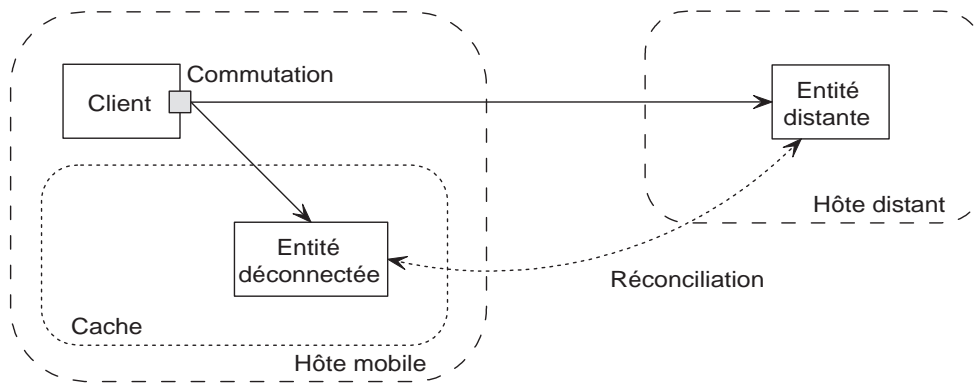 Commutation
Client
Entité
distante
Hôte distant
Entité
déconnectée
Réconciliation
Cache
Hôte mobile